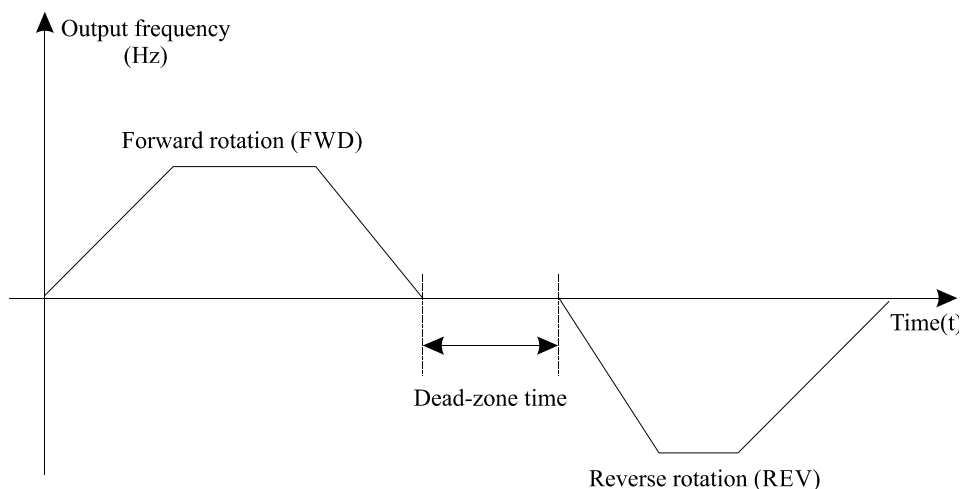 Output frequency
(Hz)
Forward rotation (FWD)
Time(t)
Dead-zone time
Reverse rotation (REV)